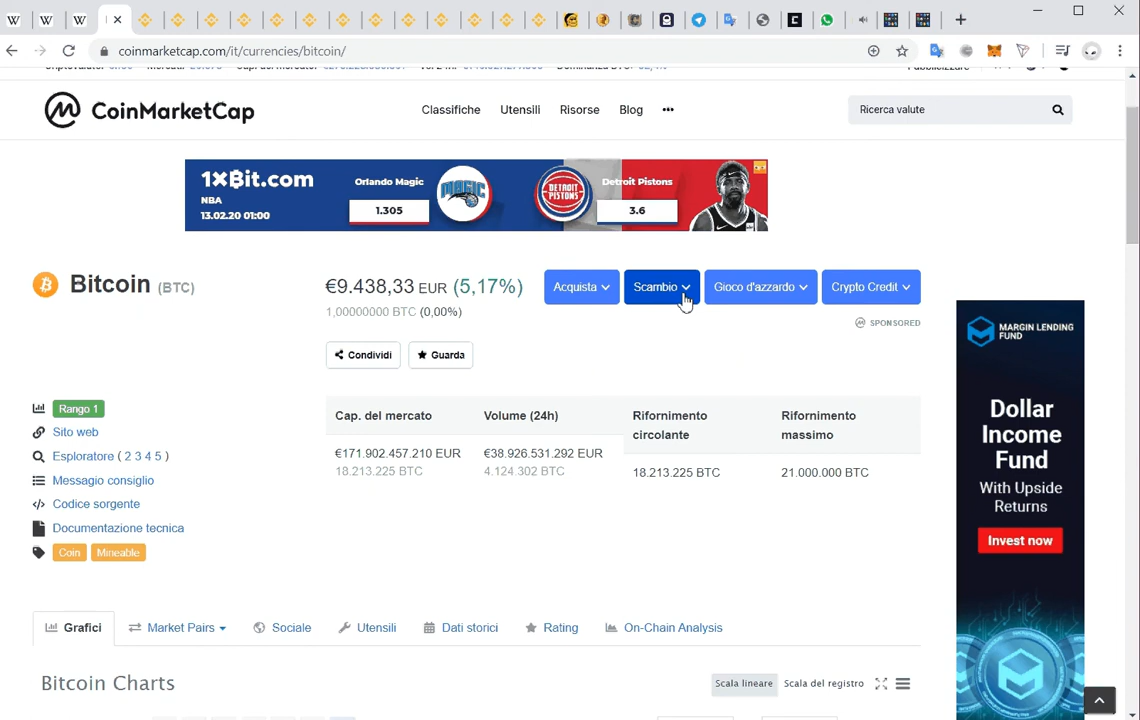 coinmarketcap.com/it/currencies/bitcoin/
CoinMarketCap
Classifiche
Utensili
Risorse
Blog
Ricerca valute
1XBit.com
NBA
13.02.20 01:00
Orlando Magic
1.305
MAGIC
DETROIT PISTONS
Detroit Pistons
3.6
Bitcoin (BTC)
€9.438,33 EUR (5,17%)
1,00000000 BTC (0,00%)
Acquista
Scambio
Gioco d'azzardo
Crypto Credit
SPONSORED
Condividi
Guarda
Rango 1
Sito web
Esploratore ( 2 3 4 5 )
Messagio consiglio
Codice sorgente
Documentazione tecnica
Coin
Mineable
Cap. del mercato
Volume (24h)
Rifornimento
circolante
Rifornimento
massimo
€171.902.457.210 EUR
18.213.225 BTC
€38.926.531.292 EUR
4.124.302 BTC
18.213.225 BTC
21.000.000 BTC
MARGIN LENDING
FUND
Dollar
Income
Fund
With Upside
Returns
Invest now
Grafici
Market Pairs
Sociale
Utensili
Dati storici
Rating
On-Chain Analysis
Bitcoin Charts
Scala lineare
Scala del registro